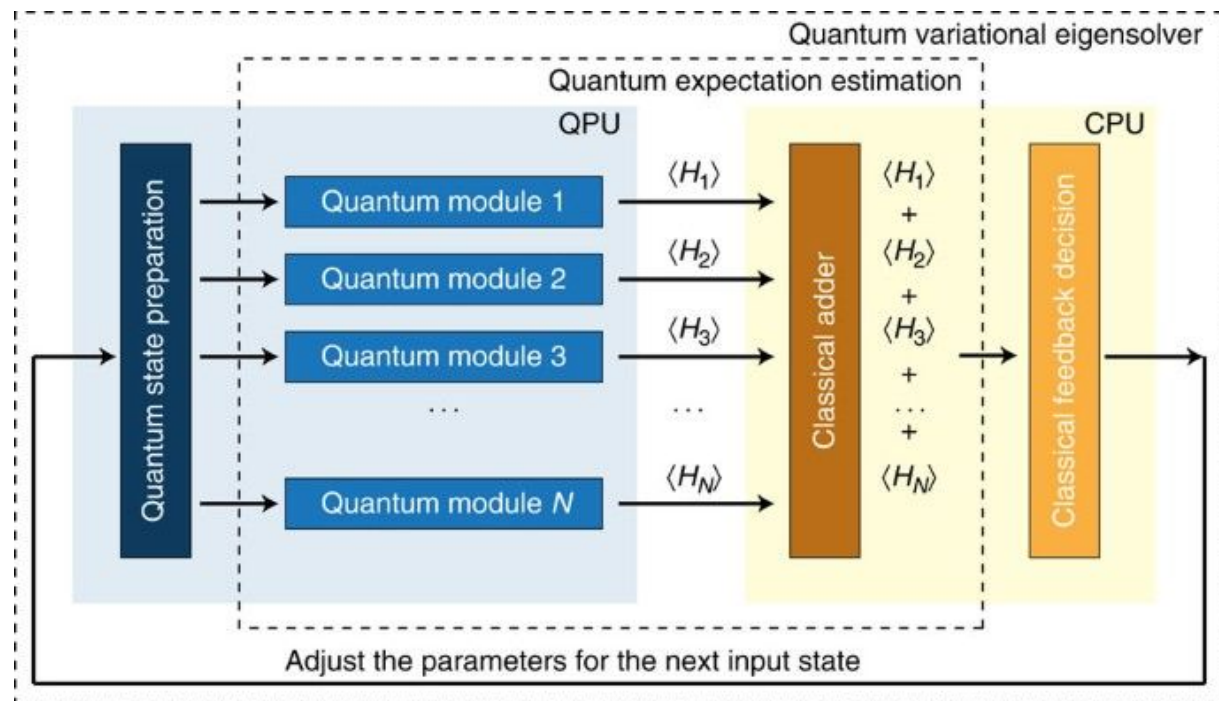 Quantum variational eigensolver
Quantum expectation estimation
QPU
CPU
Quantum state preparation
Quantum module 1
Quantum module 2
Quantum module 3
...
Quantum module N
⟨H₁⟩
⟨H₂⟩
⟨H₃⟩
...
⟨H_N⟩
Classical adder
⟨H₁⟩
+
⟨H₂⟩
+
⟨H₃⟩
+
...
+
⟨H_N⟩
Classical feedback decision
Adjust the parameters for the next input state